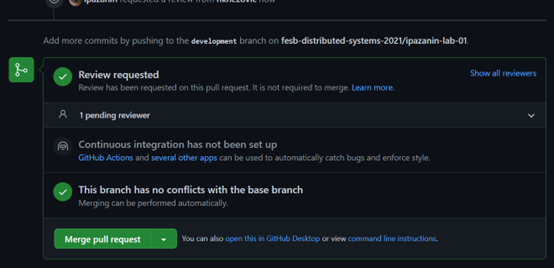 ipazanin requested a review from hknezovic now
Add more commits by pushing to the development branch on fesb-distributed-systems-2021/ipazanin-lab-01.
Review requested
Show all reviewers
Review has been requested on this pull request. It is not required to merge. Learn more.
1 pending reviewer
Continuous integration has not been set up
GitHub Actions and several other apps can be used to automatically catch bugs and enforce style.
This branch has no conflicts with the base branch
Merging can be performed automatically.
Merge pull request
You can also open this in GitHub Desktop or view command line instructions.